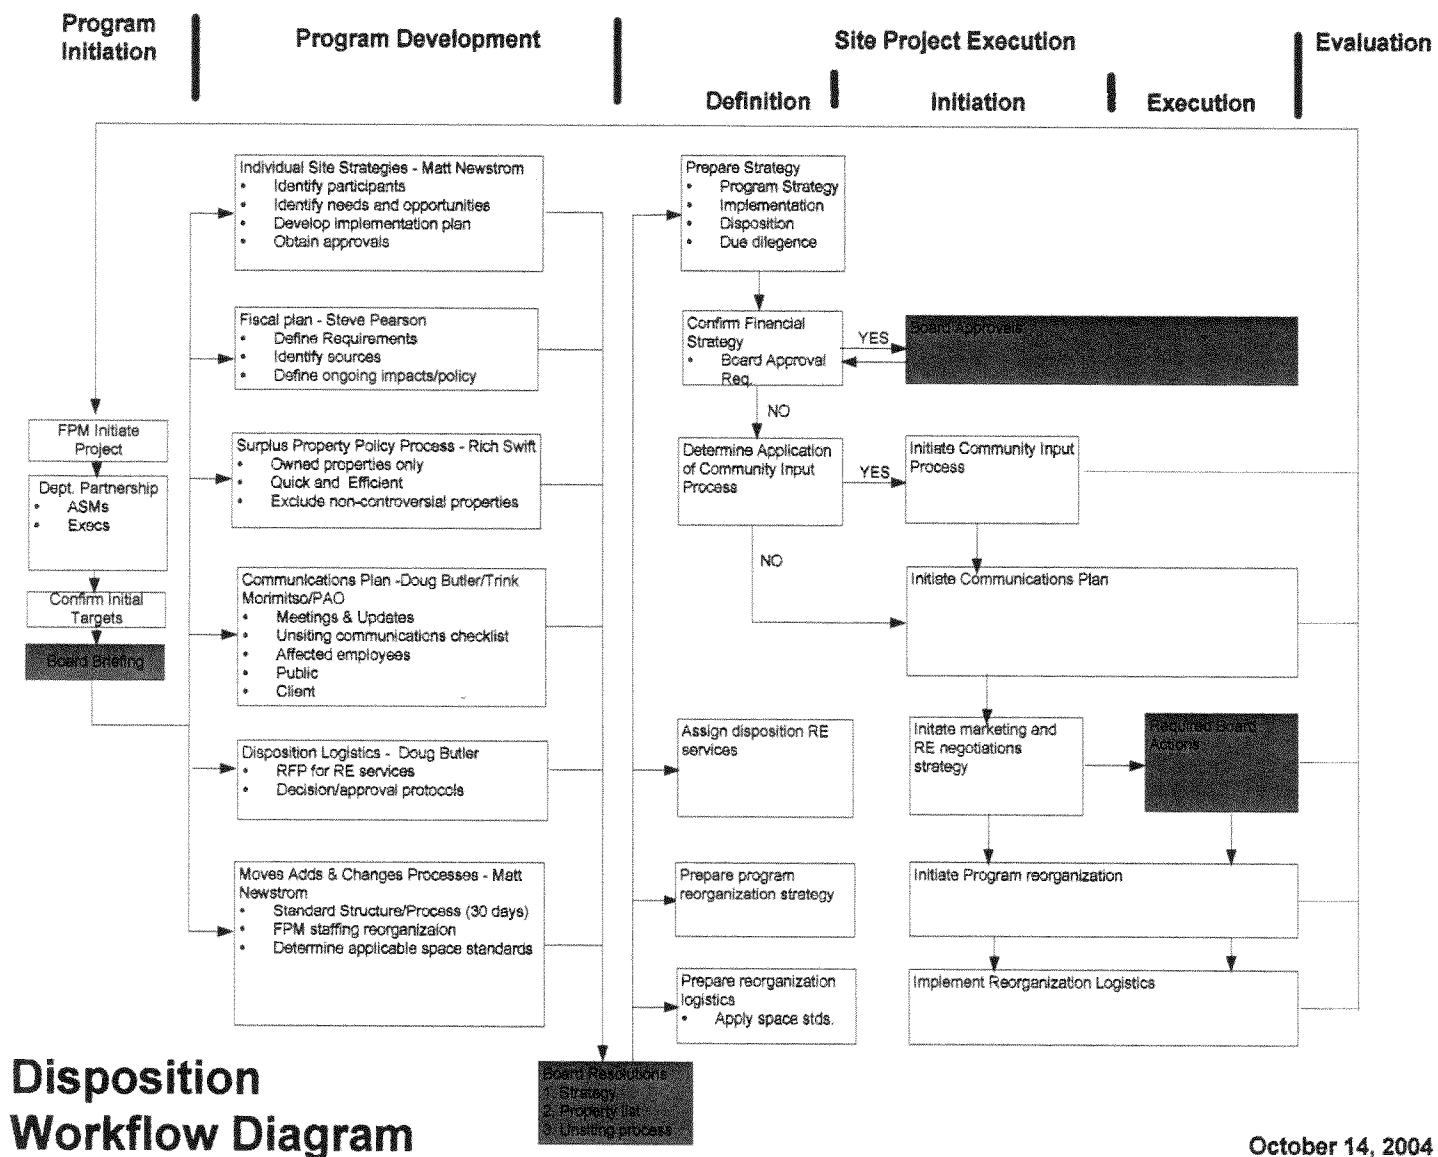 Program
Initiation
Program Development
Site Project Execution
Evaluation
Definition
Initiation
Execution
Individual Site Strategies - Matt Newstrom
• Identify participants
• Identify needs and opportunities
• Develop implementation plan
• Obtain approvals
Prepare Strategy
• Program Strategy
• Implementation
• Disposition
• Due dilegence
Fiscal plan - Steve Pearson
• Define Requirements
• Identify sources
• Define ongoing impacts/policy
Confirm Financial
Strategy
• Board Approval
Req.
YES
Board Approvals
NO
FPM Initiate
Project
Dept. Partnership
• ASMs
• Execs
Confirm Initial
Targets
Board Briefing
Surplus Property Policy Process - Rich Swift
• Owned properties only
• Quick and Efficient
• Exclude non-controversial properties
Determine Application
of Community Input
Process
YES
Initiate Community Input
Process
NO
Communications Plan -Doug Butler/Trink
Morimitso/PAO
• Meetings & Updates
• Unsiting communications checklist
• Affected employees
• Public
• Client
Initiate Communications Plan
Disposition Logistics - Doug Butler
• RFP for RE services
• Decision/approval protocols
Assign disposition RE
services
Initate marketing and
RE negotiations
strategy
Required Board
Actions
Moves Adds & Changes Processes - Matt
Newstrom
• Standard Structure/Process (30 days)
• FPM staffing reorganizaion
• Determine applicable space standards
Prepare program
reorganization strategy
Initiate Program reorganization
Prepare reorganization
logistics
• Apply space stds.
Implement Reorganization Logistics
Board Resolutions
1. Strategy
2. Property list
3. Unsiting process
Disposition
Workflow Diagram
October 14, 2004